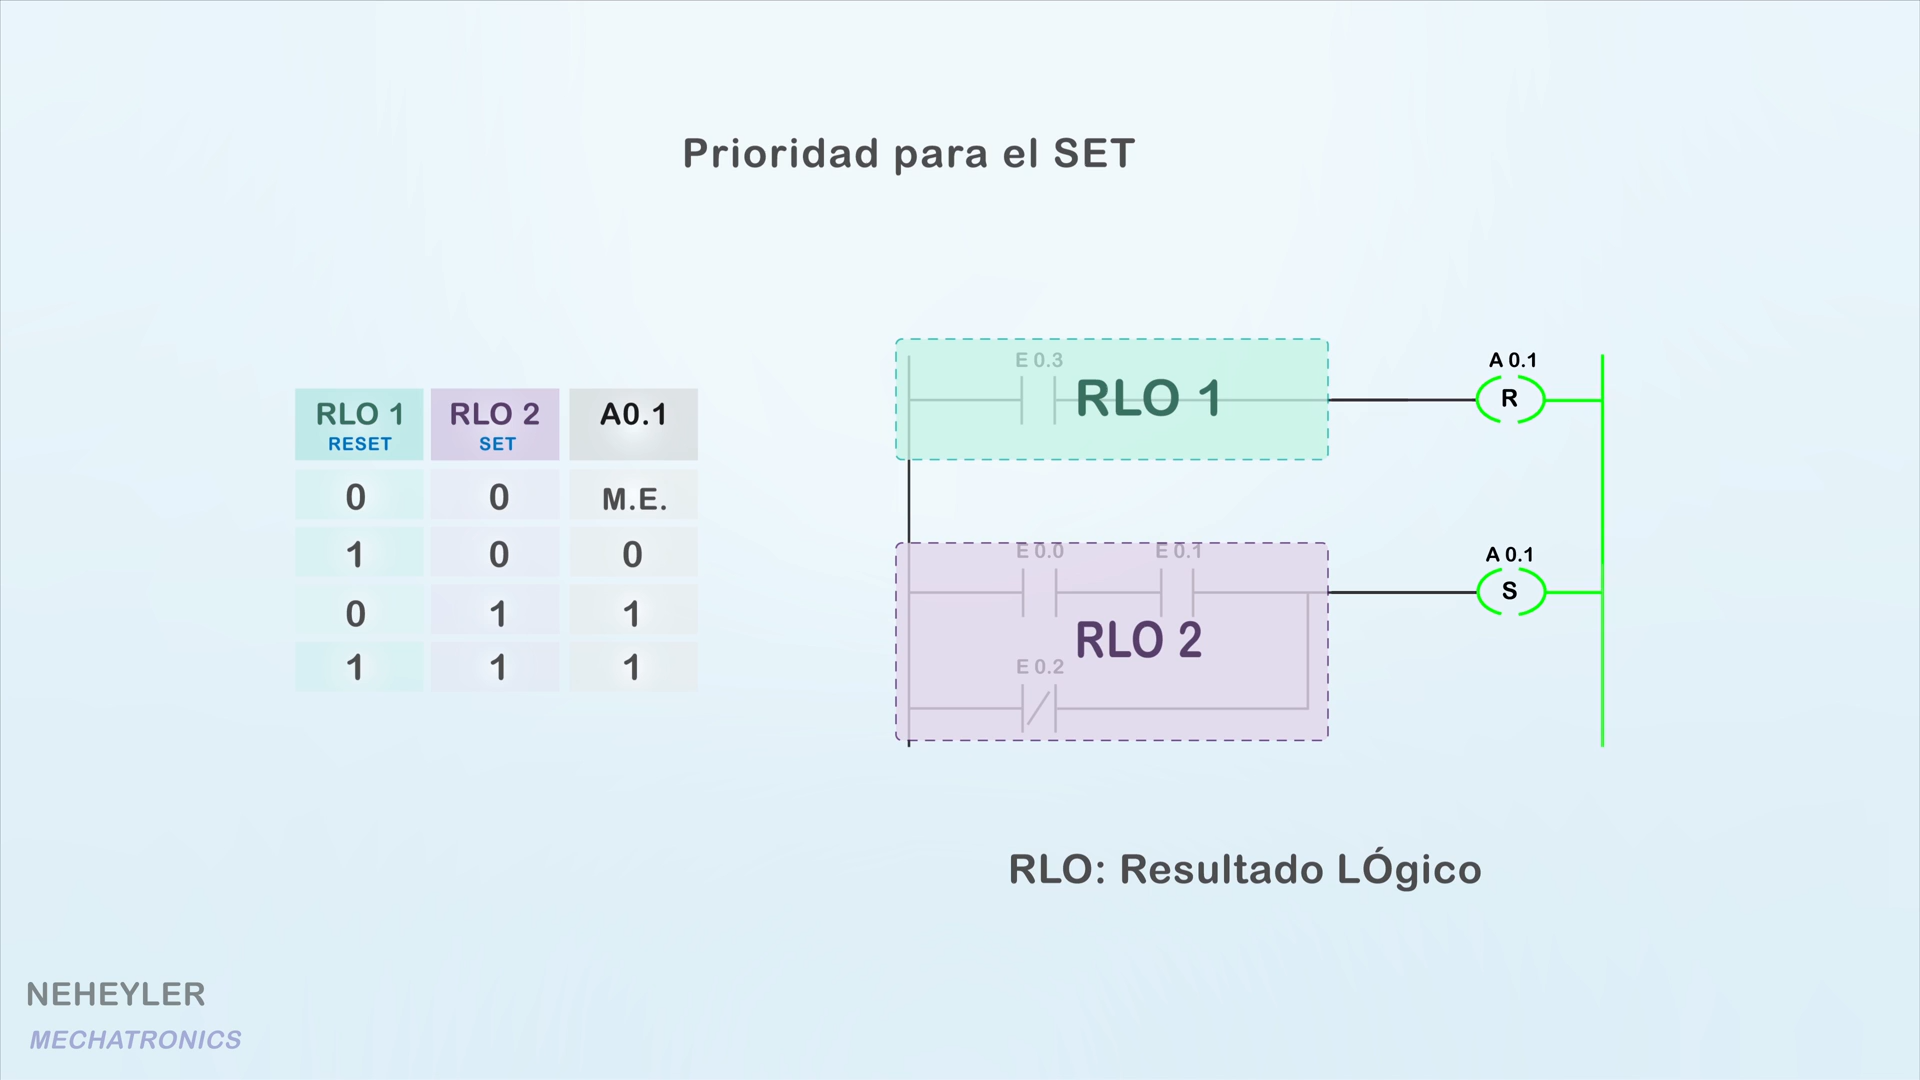 Prioridad para el SET
RLO 1 RLO 2 A0.1
RESET SET
0 0 M.E.
1 0 0
0 1 1
1 1 1
E 0.3
RLO 1
A 0.1
R
E 0.0 E 0.1
RLO 2
E 0.2
A 0.1
S
RLO: Resultado LÓgico
NEHEYLER
MECHATRONICS